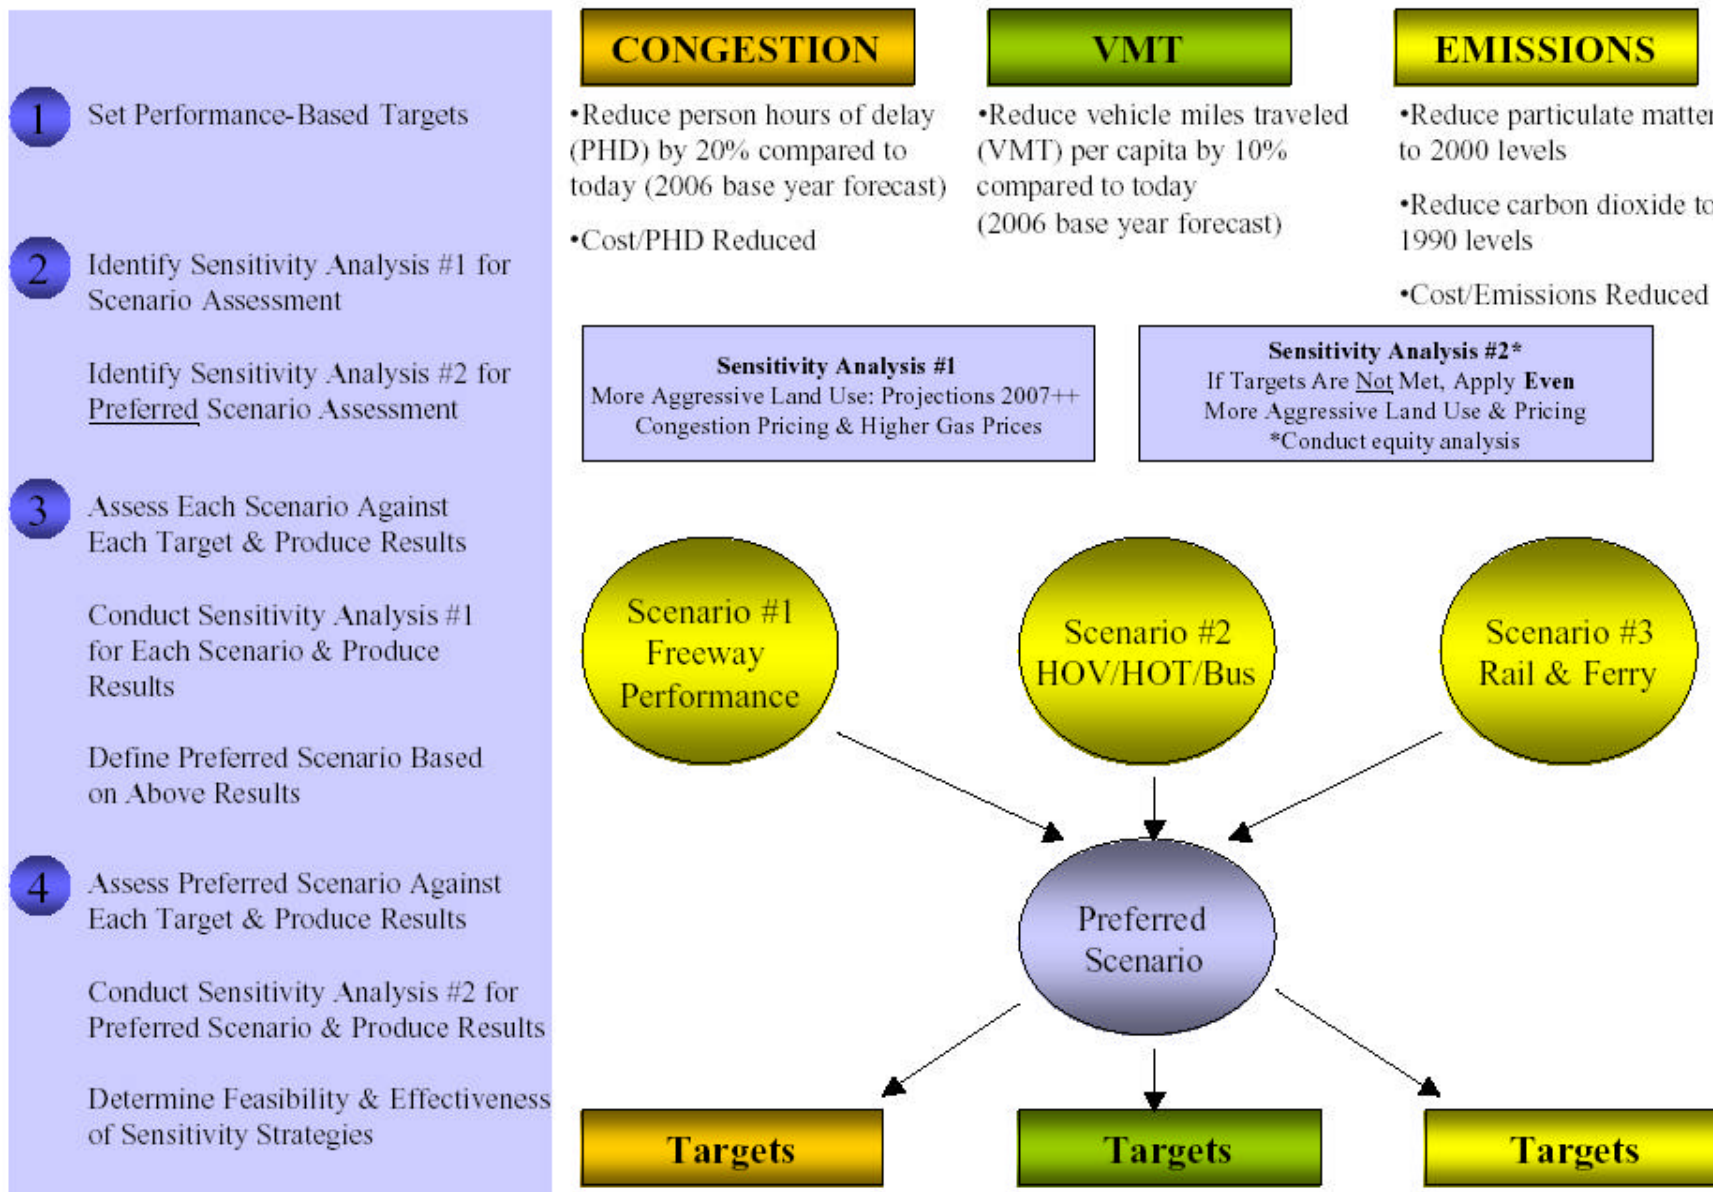 1
Set Performance-Based Targets
2
Identify Sensitivity Analysis #1 for
Scenario Assessment
Identify Sensitivity Analysis #2 for
Preferred Scenario Assessment
3
Assess Each Scenario Against
Each Target & Produce Results
Conduct Sensitivity Analysis #1
for Each Scenario & Produce
Results
Define Preferred Scenario Based
on Above Results
4
Assess Preferred Scenario Against
Each Target & Produce Results
Conduct Sensitivity Analysis #2 for
Preferred Scenario & Produce Results
Determine Feasibility & Effectiveness
of Sensitivity Strategies
CONGESTION
•Reduce person hours of delay
(PHD) by 20% compared to
today (2006 base year forecast)
•Cost/PHD Reduced
VMT
•Reduce vehicle miles traveled
(VMT) per capita by 10%
compared to today
(2006 base year forecast)
EMISSIONS
•Reduce particulate matter
to 2000 levels
•Reduce carbon dioxide to
1990 levels
•Cost/Emissions Reduced
Sensitivity Analysis #1
More Aggressive Land Use: Projections 2007++
Congestion Pricing & Higher Gas Prices
Sensitivity Analysis #2*
If Targets Are Not Met, Apply Even
More Aggressive Land Use & Pricing
*Conduct equity analysis
Scenario #1
Freeway
Performance
Scenario #2
HOV/HOT/Bus
Scenario #3
Rail & Ferry
Preferred
Scenario
Targets
Targets
Targets